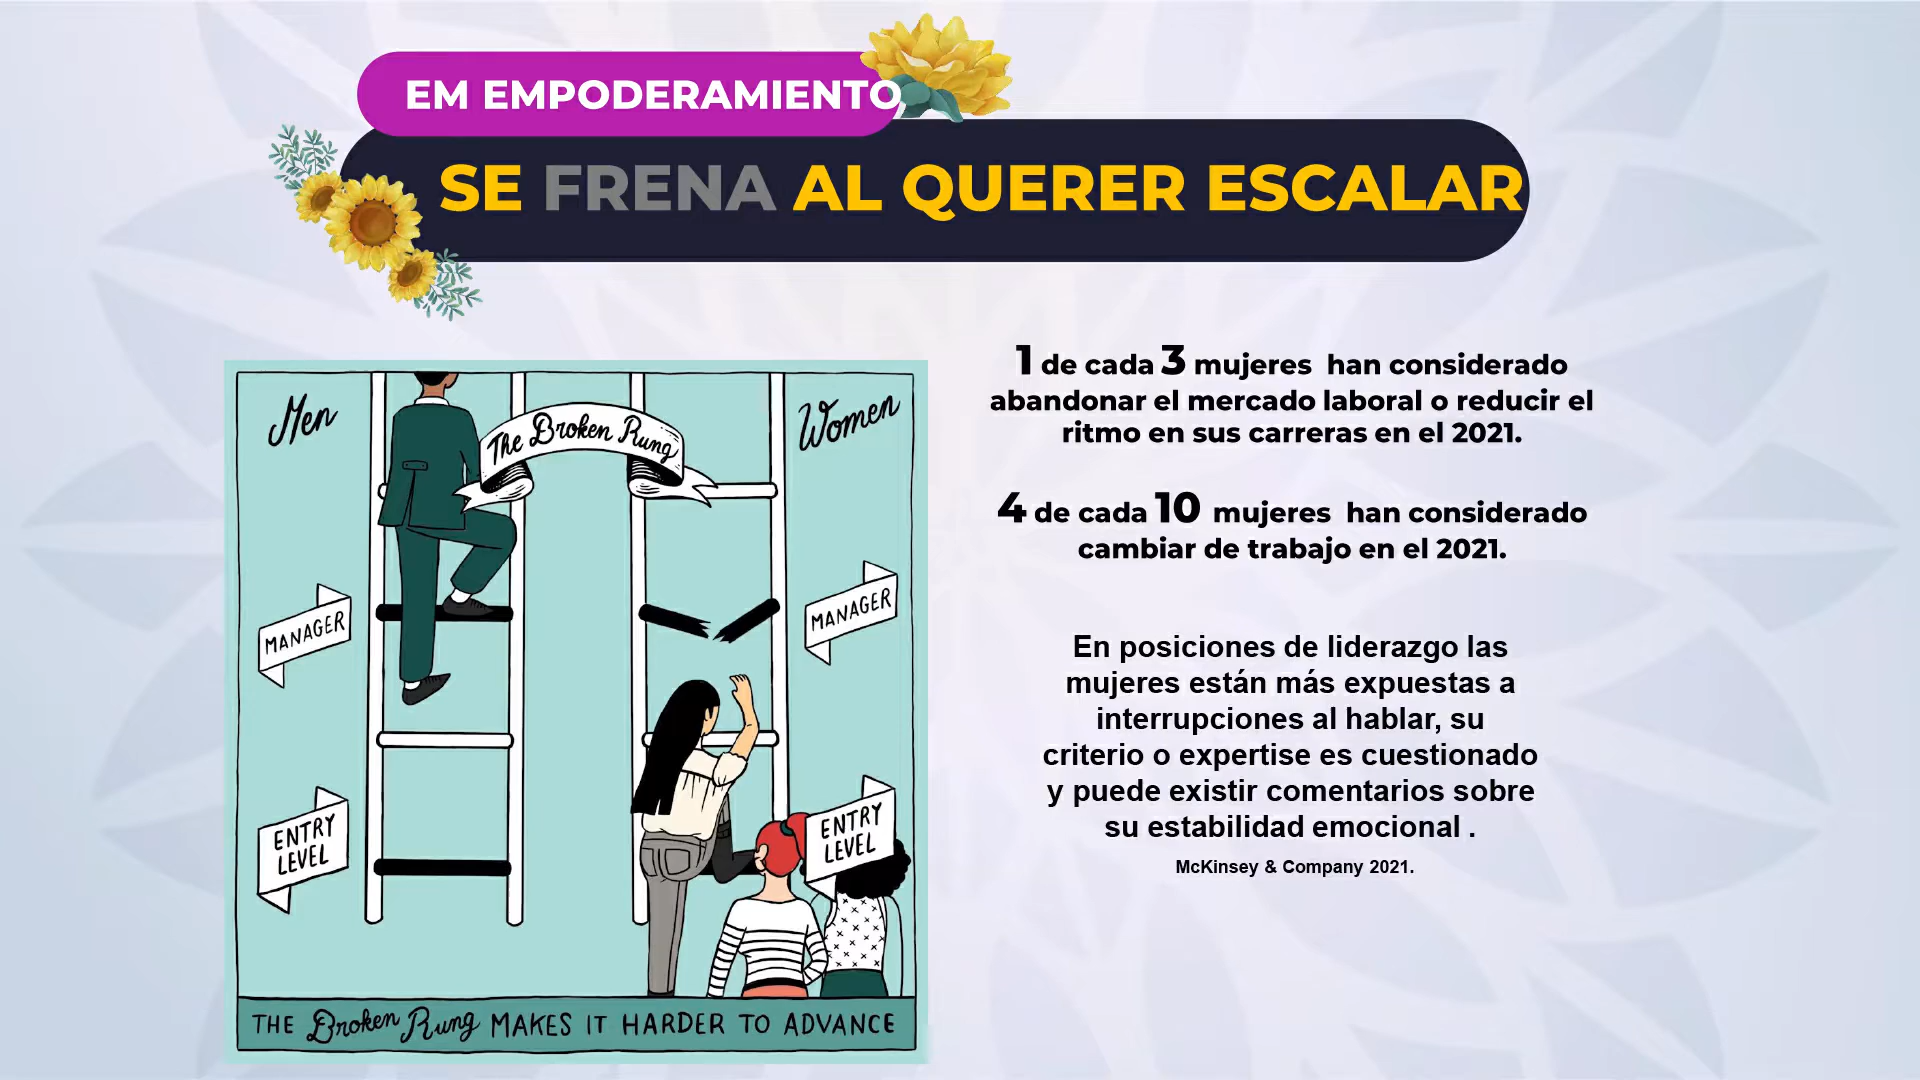 EM EMPODERAMIENTO
SE FRENA AL QUERER ESCALAR
Men
The Broken Rung
Women
MANAGER
MANAGER
ENTRY
LEVEL
ENTRY
LEVEL
THE Broken Rung MAKES IT HARDER TO ADVANCE
1 de cada 3 mujeres han considerado
abandonar el mercado laboral o reducir el
ritmo en sus carreras en el 2021.
4 de cada 10 mujeres han considerado
cambiar de trabajo en el 2021.
En posiciones de liderazgo las
mujeres están más expuestas a
interrupciones al hablar, su
criterio o expertise es cuestionado
y puede existir comentarios sobre
su estabilidad emocional .
McKinsey & Company 2021.